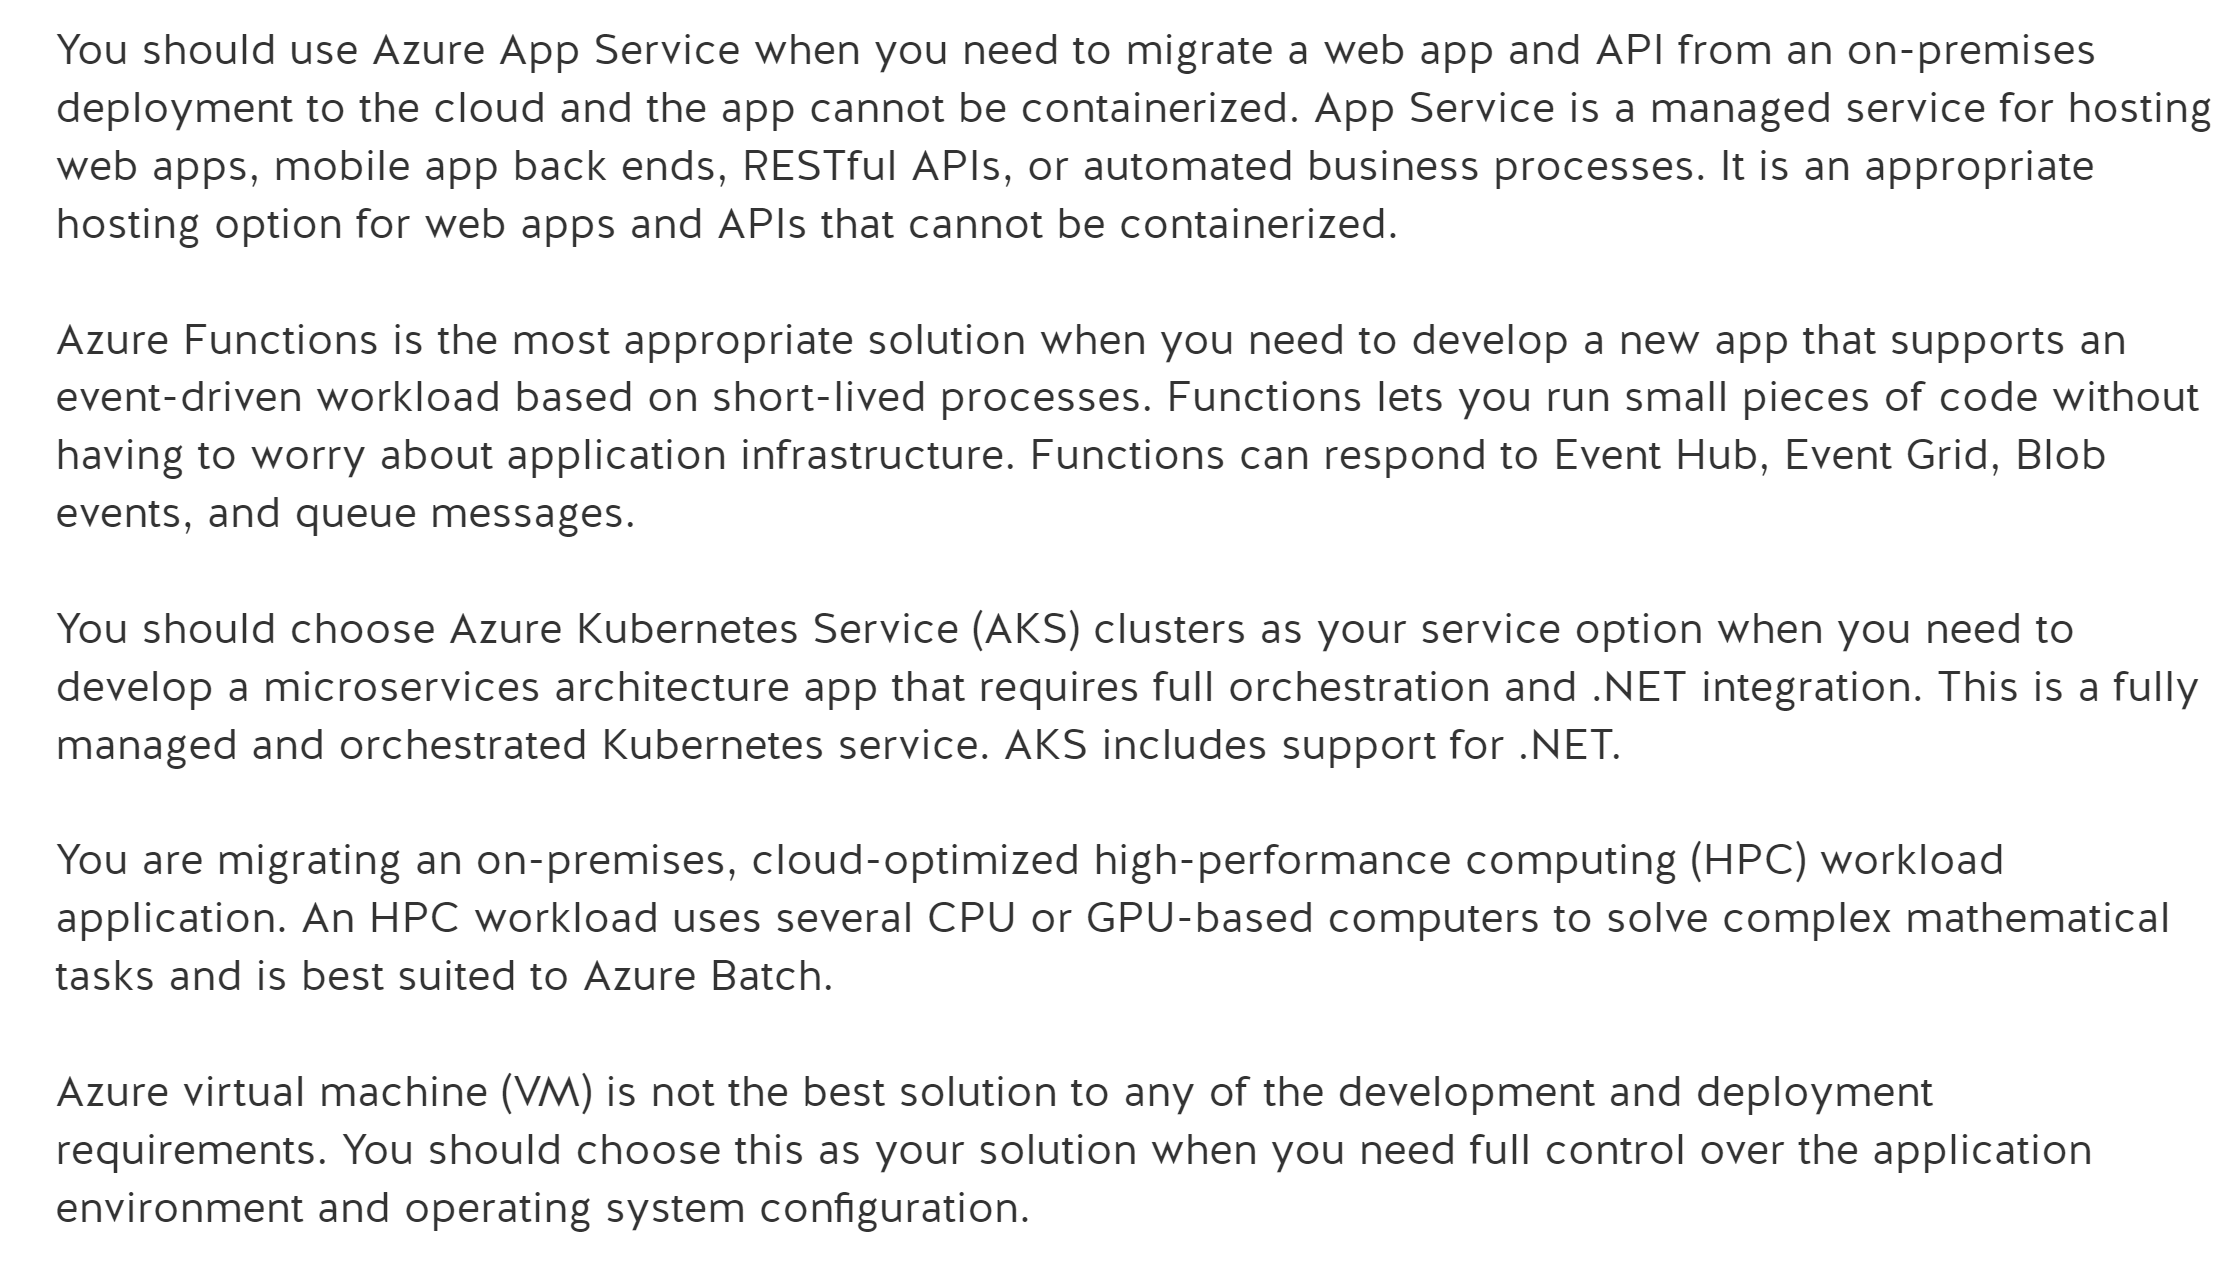 You should use Azure App Service when you need to migrate a web app and API from an on-premises
deployment to the cloud and the app cannot be containerized. App Service is a managed service for hosting
web apps, mobile app back ends, RESTful APIs, or automated business processes. It is an appropriate
hosting option for web apps and APIs that cannot be containerized.
Azure Functions is the most appropriate solution when you need to develop a new app that supports an
event-driven workload based on short-lived processes. Functions lets you run small pieces of code without
having to worry about application infrastructure. Functions can respond to Event Hub, Event Grid, Blob
events, and queue messages.
You should choose Azure Kubernetes Service (AKS) clusters as your service option when you need to
develop a microservices architecture app that requires full orchestration and .NET integration. This is a fully
managed and orchestrated Kubernetes service. AKS includes support for .NET.
You are migrating an on-premises, cloud-optimized high-performance computing (HPC) workload
application. An HPC workload uses several CPU or GPU-based computers to solve complex mathematical
tasks and is best suited to Azure Batch.
Azure virtual machine (VM) is not the best solution to any of the development and deployment
requirements. You should choose this as your solution when you need full control over the application
environment and operating system configuration.